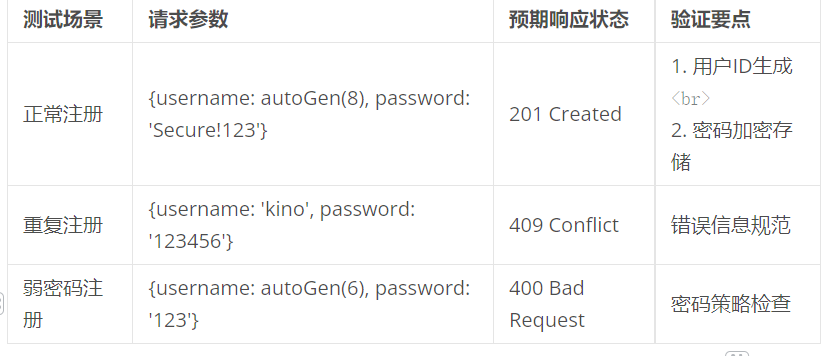 测试场景 请求参数 预期响应状态 验证要点
正常注册
{username: autoGen(8), password:
'Secure!123'}
201 Created
1. 用户ID生成
<br>
2. 密码加密存
储
重复注册
{username: 'kino', password:
'123456'}
409 Conflict
错误信息规范
弱密码注
册
{username: autoGen(6), password:
'123'}
400 Bad
Request
密码策略检查